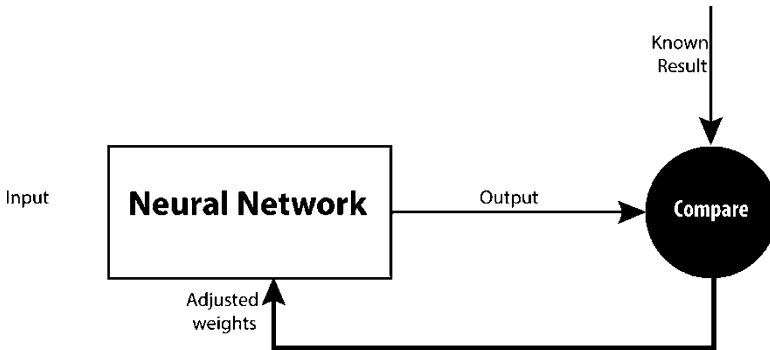 Known
Result
Input
Neural Network
Output
Compare
Adjusted
weights